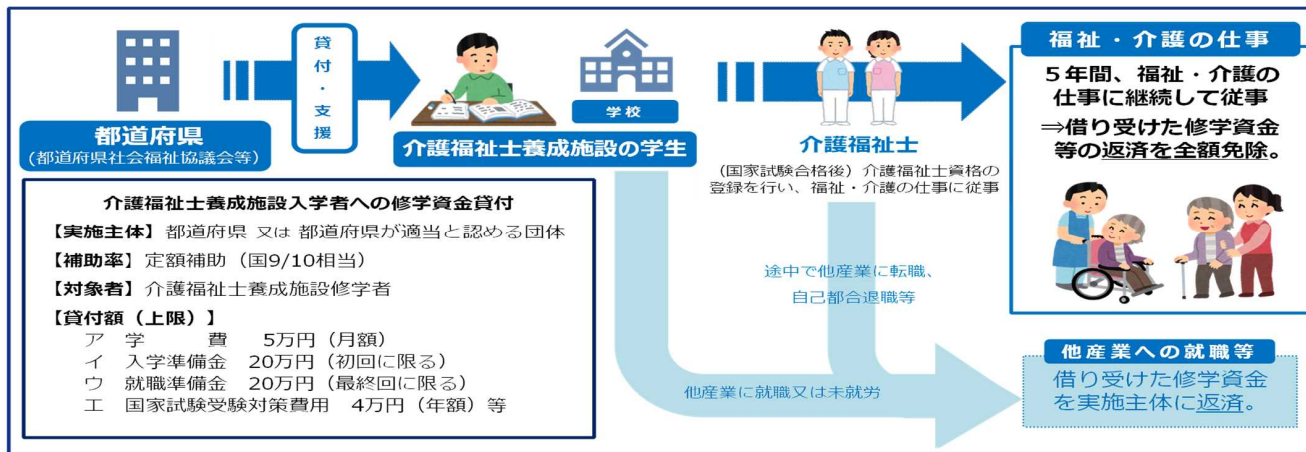 都道府県
(都道府県社会福祉協議会等)
貸付・支援
学校
介護福祉士養成施設の学生
介護福祉士
(国家試験合格後)介護福祉士資格の
登録を行い、福祉・介護の仕事に従事
福祉・介護の仕事
5年間、福祉・介護の
仕事に継続して従事
⇒借り受けた修学資金
等の返済を全額免除。
介護福祉士養成施設入学者への修学資金貸付
【実施主体】都道府県 又は 都道府県が適当と認める団体
【補助率】定額補助(国9/10相当)
【対象者】介護福祉士養成施設修学者
【貸付額(上限)】
ア 学 費 5万円(月額)
イ 入学準備金 20万円(初回に限る)
ウ 就職準備金 20万円(最終回に限る)
エ 国家試験受験対策費用 4万円(年額)等
途中で他産業に転職、
自己都合退職等
他産業に就職又は未就労
他産業への就職等
借り受けた修学資金
を実施主体に返済。